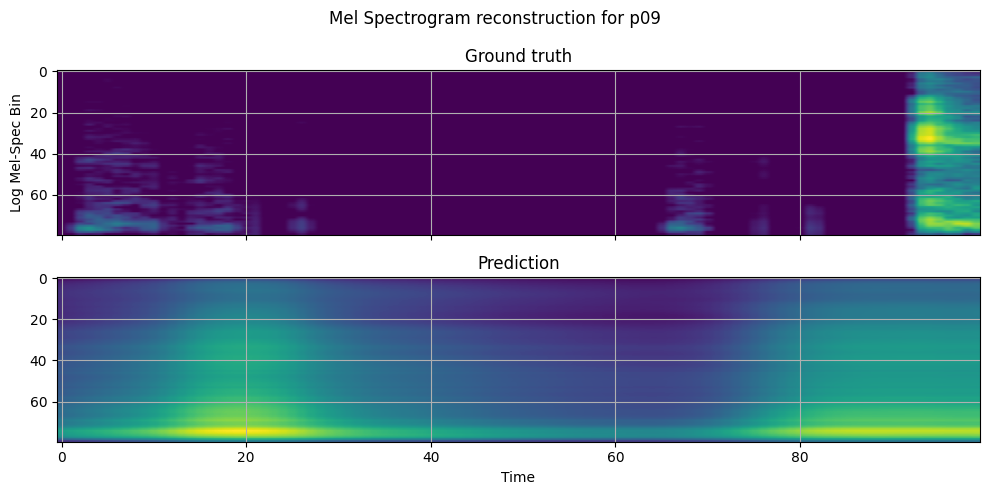 Mel Spectrogram reconstruction for p09
Ground truth
Log Mel-Spec Bin
0
20
40
60
Prediction
0
20
40
60
0 20 40 60 80
Time